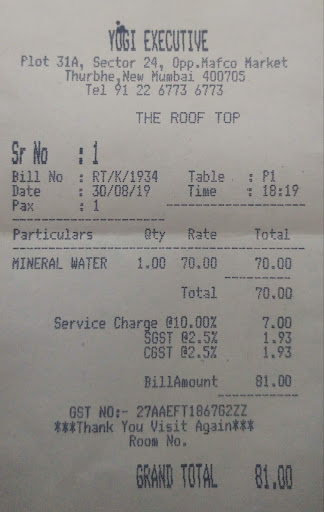 YOGI EXECUTIVE
Plot 31A, Sector 24, Opp.Mafco Market
Thurbhe,New Mumbai 400705
Tel 91 22 6773 6773
THE ROOF TOP
Sr No : 1
Bill No : RT/K/1934 Table : P1
Date : 30/08/19 Time : 18:19
Pax : 1
Particulars Qty Rate Total
MINERAL WATER 1.00 70.00 70.00
Total 70.00
Service Charge @10.00% 7.00
SGST @2.5% 1.93
CGST @2.5% 1.93
BillAmount 81.00
GST NO:- 27AAEFT1867G2ZZ
***Thank You Visit Again***
Room No.
GRAND TOTAL 81.00